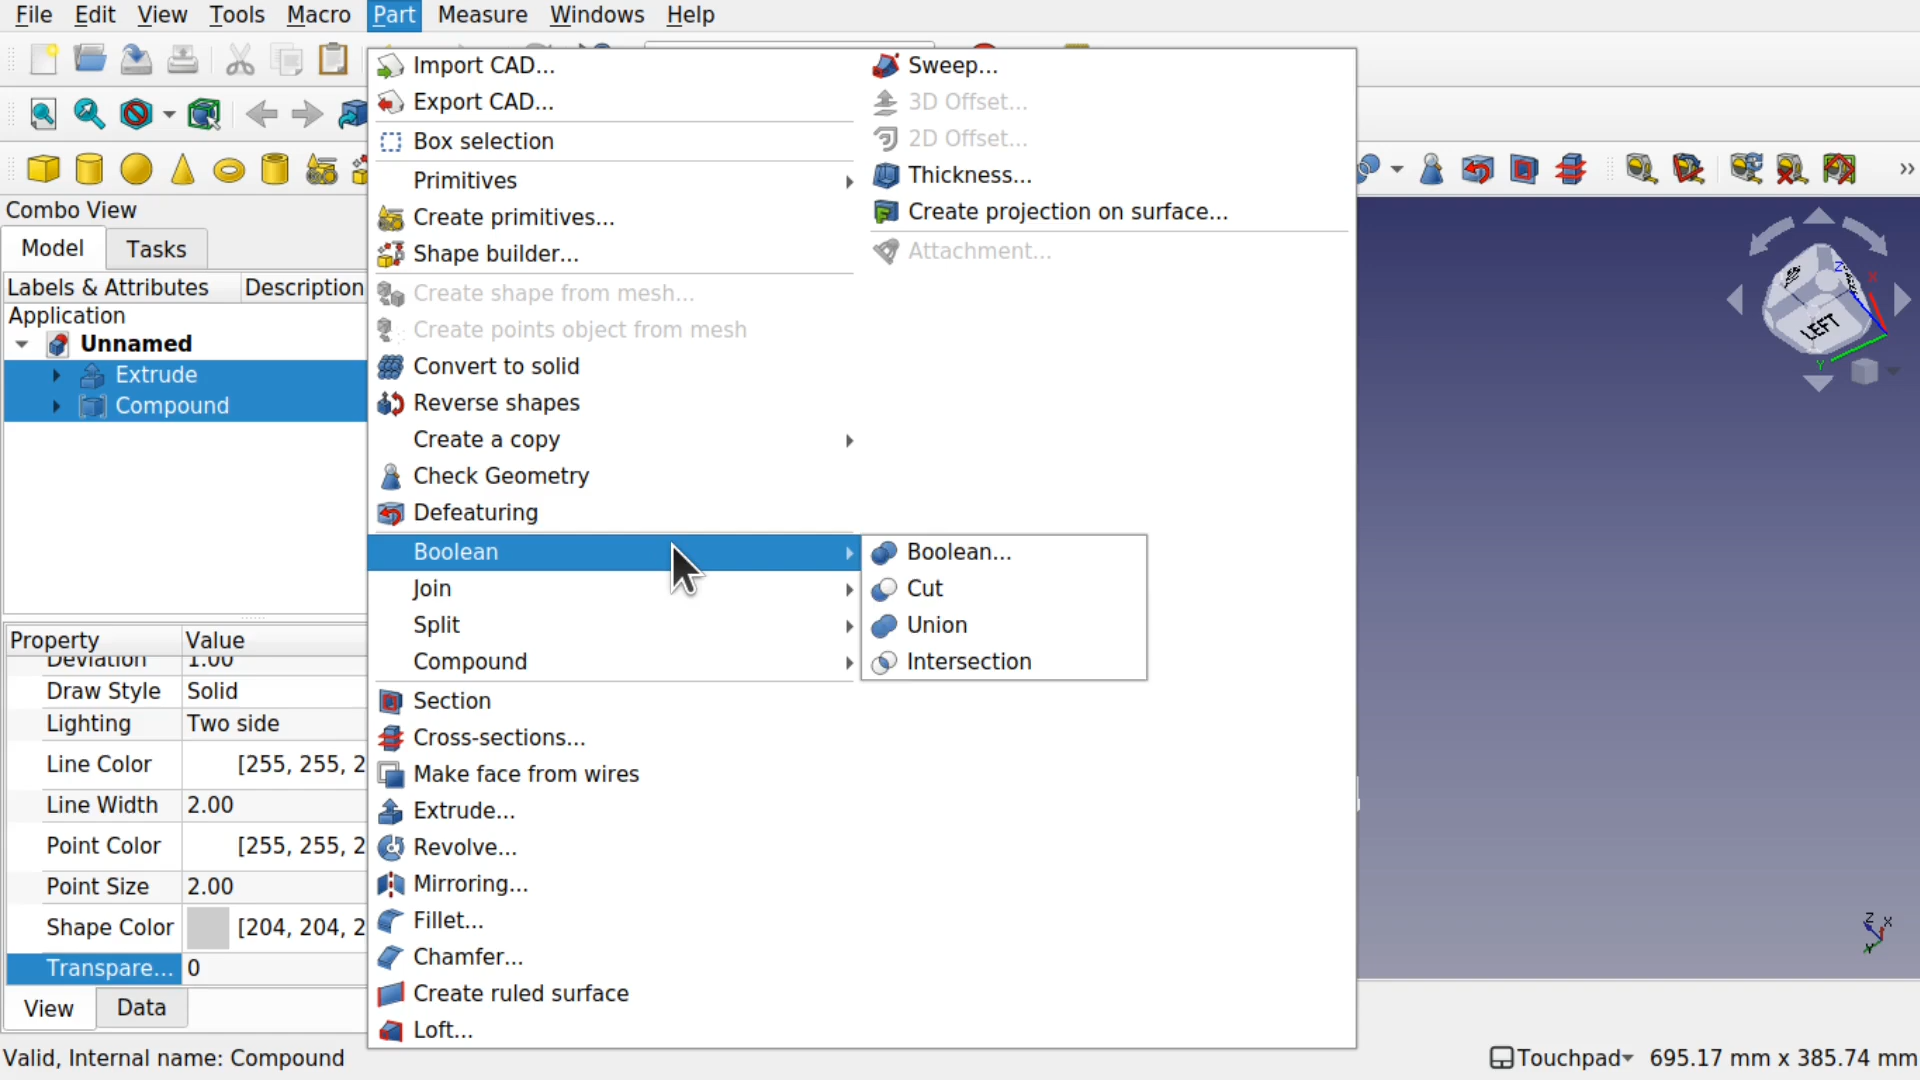 File Edit View Tools Macro Part Measure Windows Help
Import CAD...
Export CAD...
Box selection
Primitives
Create primitives...
Shape builder...
Create shape from mesh...
Create points object from mesh
Convert to solid
Reverse shapes
Create a copy
Check Geometry
Defeaturing
Boolean
Join
Split
Compound
Section
Cross-sections...
Make face from wires
Extrude...
Revolve...
Mirroring...
Fillet...
Chamfer...
Create ruled surface
Loft...
Sweep...
3D Offset...
2D Offset...
Thickness...
Create projection on surface...
Attachment...
Boolean...
Cut
Union
Intersection
Combo View
Model Tasks
Labels & Attributes Description
Application
Unnamed
Extrude
Compound
Property Value
Deviation 1.00
Draw Style Solid
Lighting Two side
Line Color [255, 255, 2
Line Width 2.00
Point Color [255, 255, 2
Point Size 2.00
Shape Color [204, 204, 2
Transpare... 0
View Data
Valid, Internal name: Compound
»
Z
X
LEFT
Y
Z X
Y
Touchpad 695.17 mm x 385.74 mm